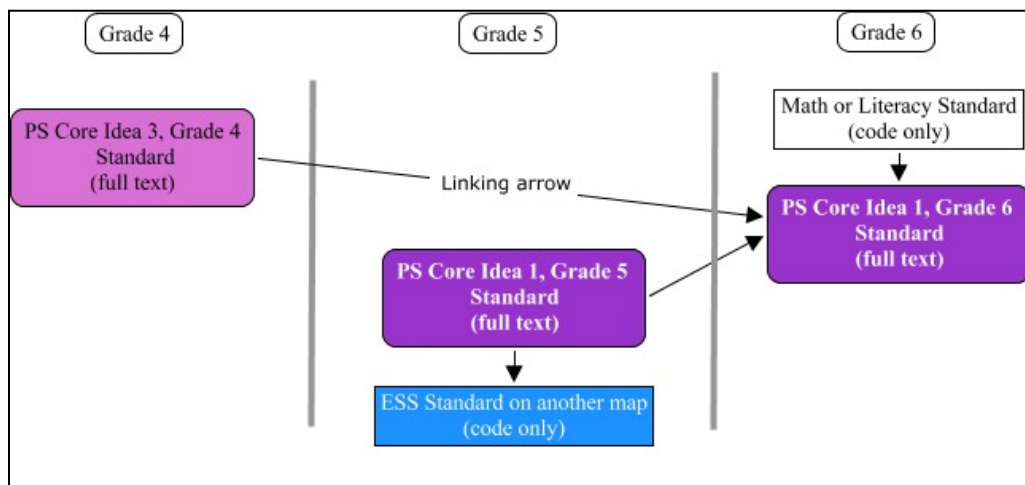 Grade 4
Grade 5
Grade 6
PS Core Idea 3, Grade 4
Standard
(full text)
Linking arrow
PS Core Idea 1, Grade 5
Standard
(full text)
ESS Standard on another map
(code only)
Math or Literacy Standard
(code only)
PS Core Idea 1, Grade 6
Standard
(full text)